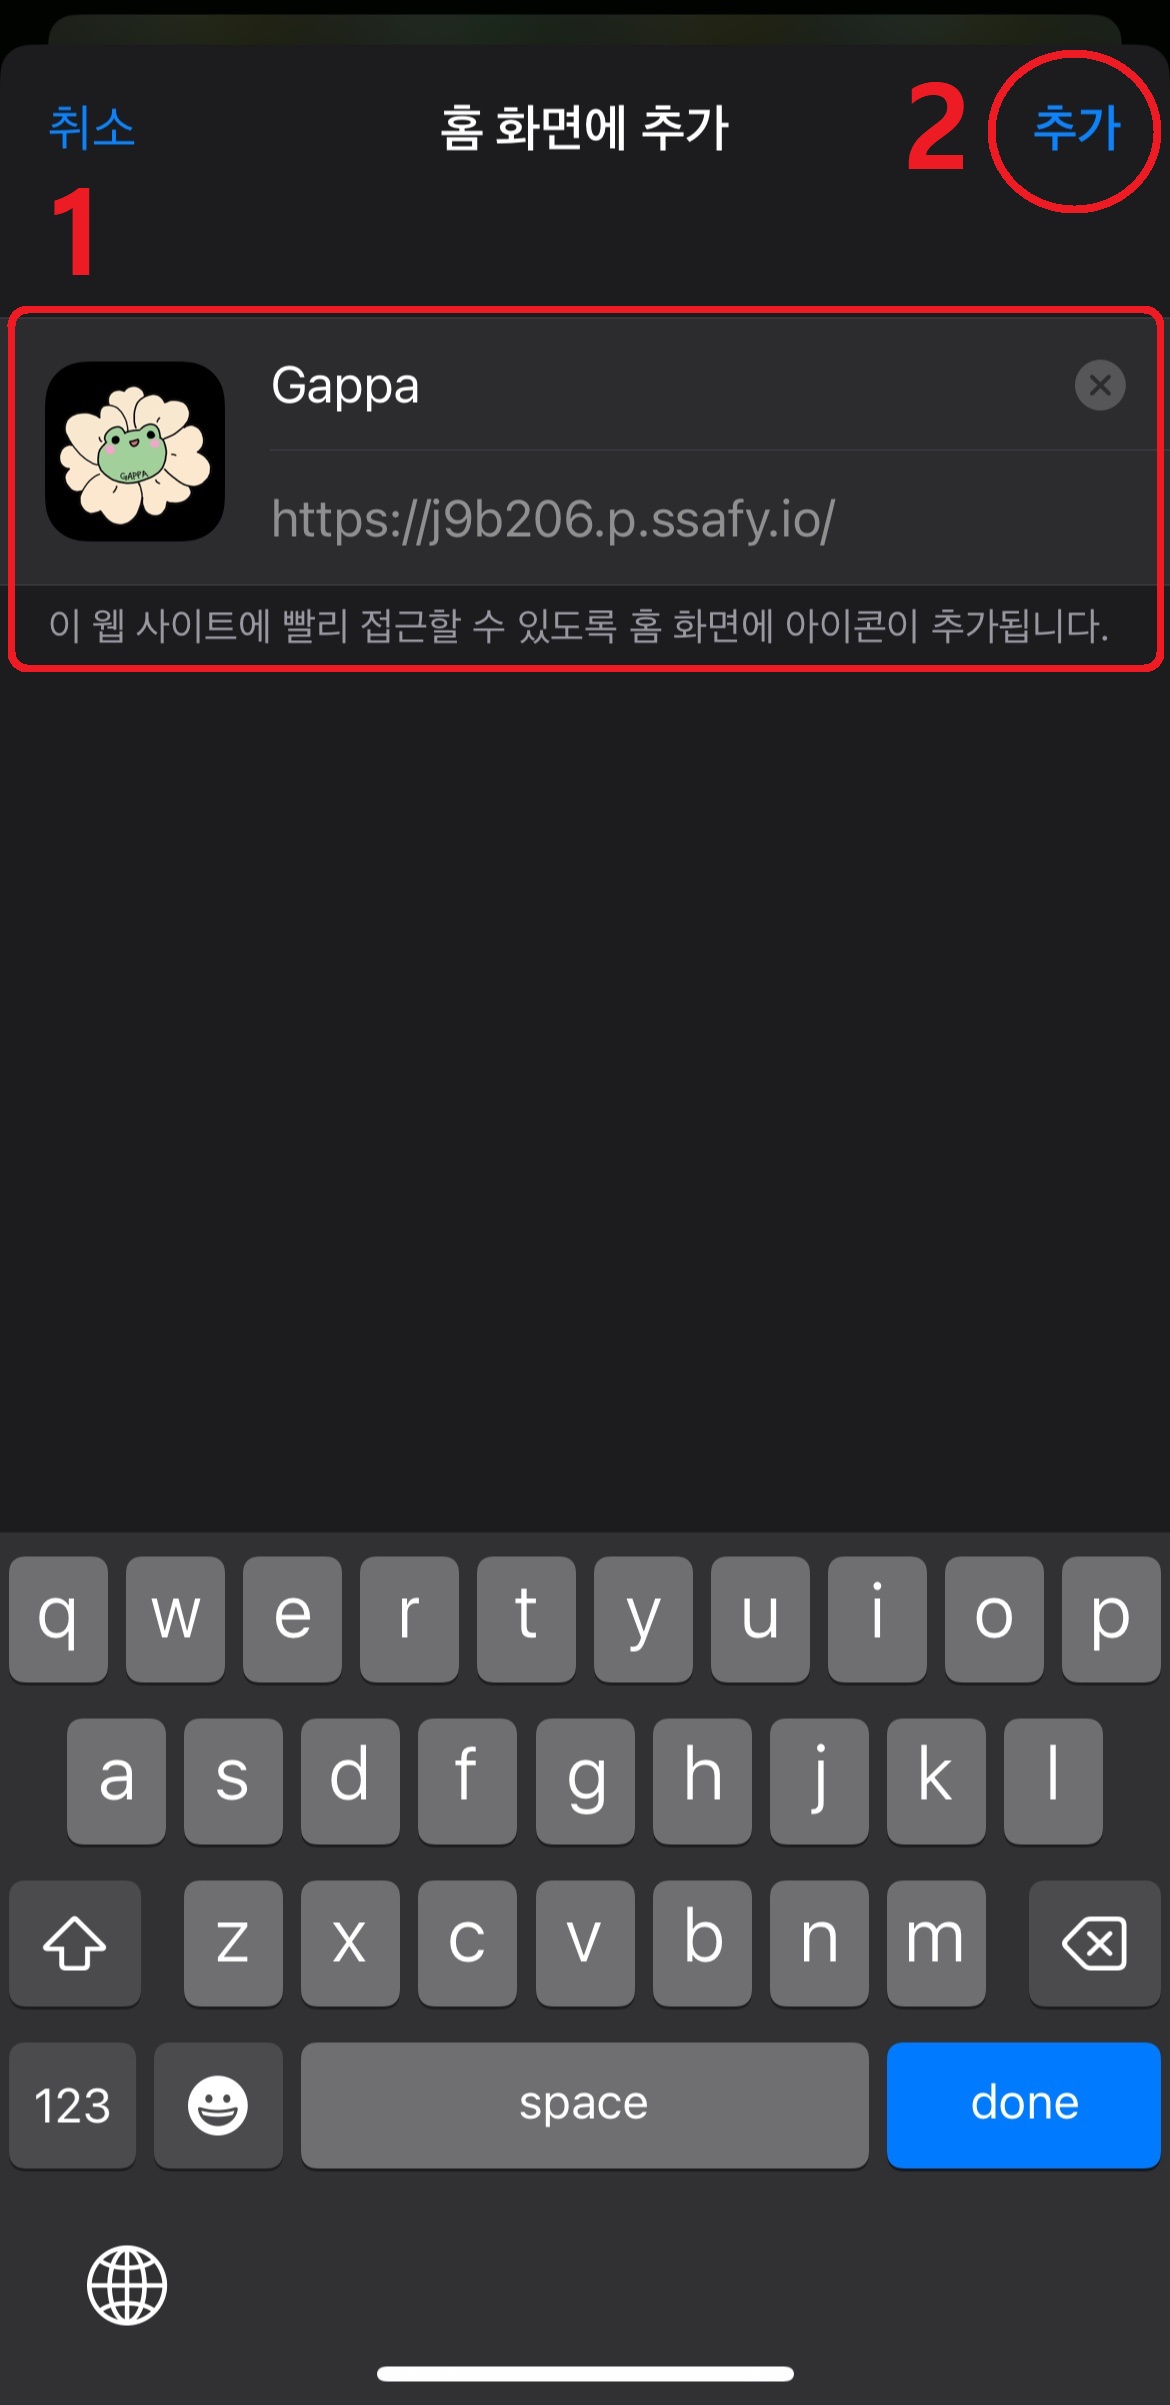 취소 홈 화면에 추가 2 추가
1
Gappa
GAPPA
https://j9b206.p.ssafy.io/
이 웹 사이트에 빨리 접근할 수 있도록 홈 화면에 아이콘이 추가됩니다.
q w e r t y u i o p
a s d f g h j k l
z x c v b n m
123 space done